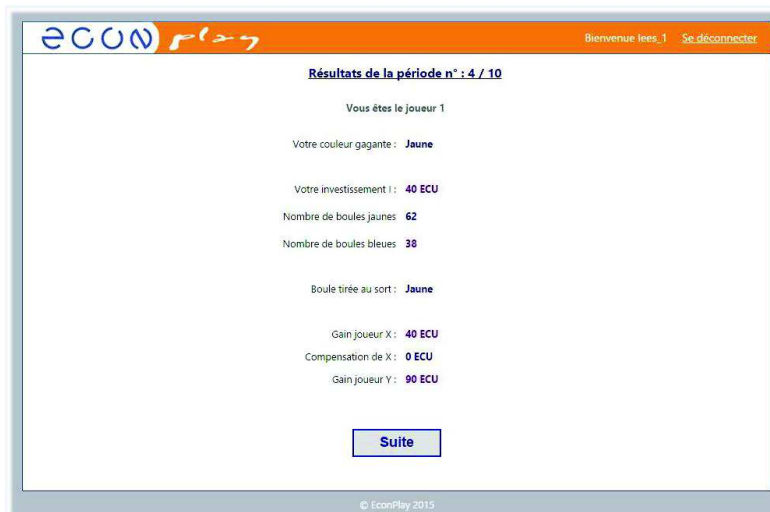 econ play
Bienvenue lees_1 Se déconnecter
Résultats de la période n° : 4 / 10
Vous êtes le joueur 1
Votre couleur gagnante : Jaune
Votre investissement I : 40 ECU
Nombre de boules jaunes 62
Nombre de boules bleues 38
Boule tirée au sort : Jaune
Gain joueur X : 40 ECU
Compensation de X : 0 ECU
Gain joueur Y : 90 ECU
Suite
© EconPlay 2015